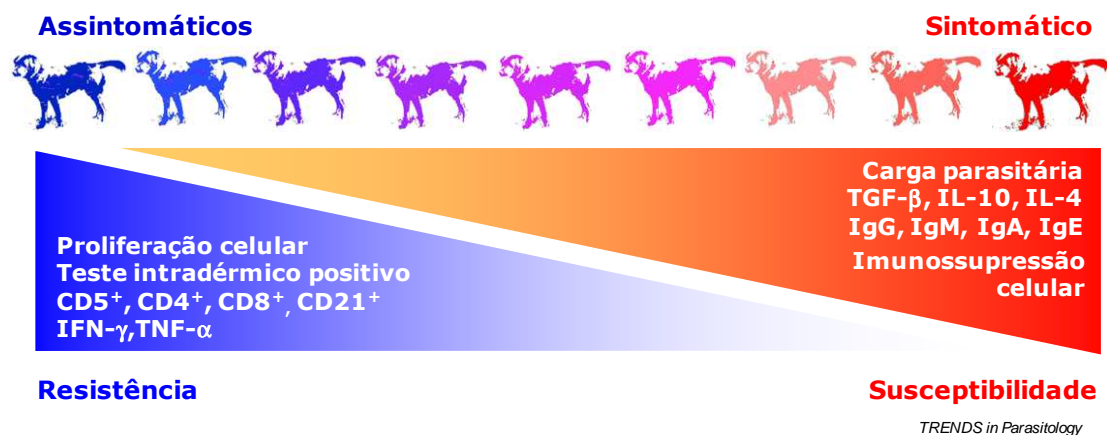 Assintomáticos
Sintomático
Carga parasitária
TGF-β, IL-10, IL-4
IgG, IgM, IgA, IgE
Imunossupressão
celular
Proliferação celular
Teste intradérmico positivo
CD5⁺, CD4⁺, CD8⁺, CD21⁺
IFN-γ,TNF-α
Resistência
Susceptibilidade
TRENDS in Parasitology